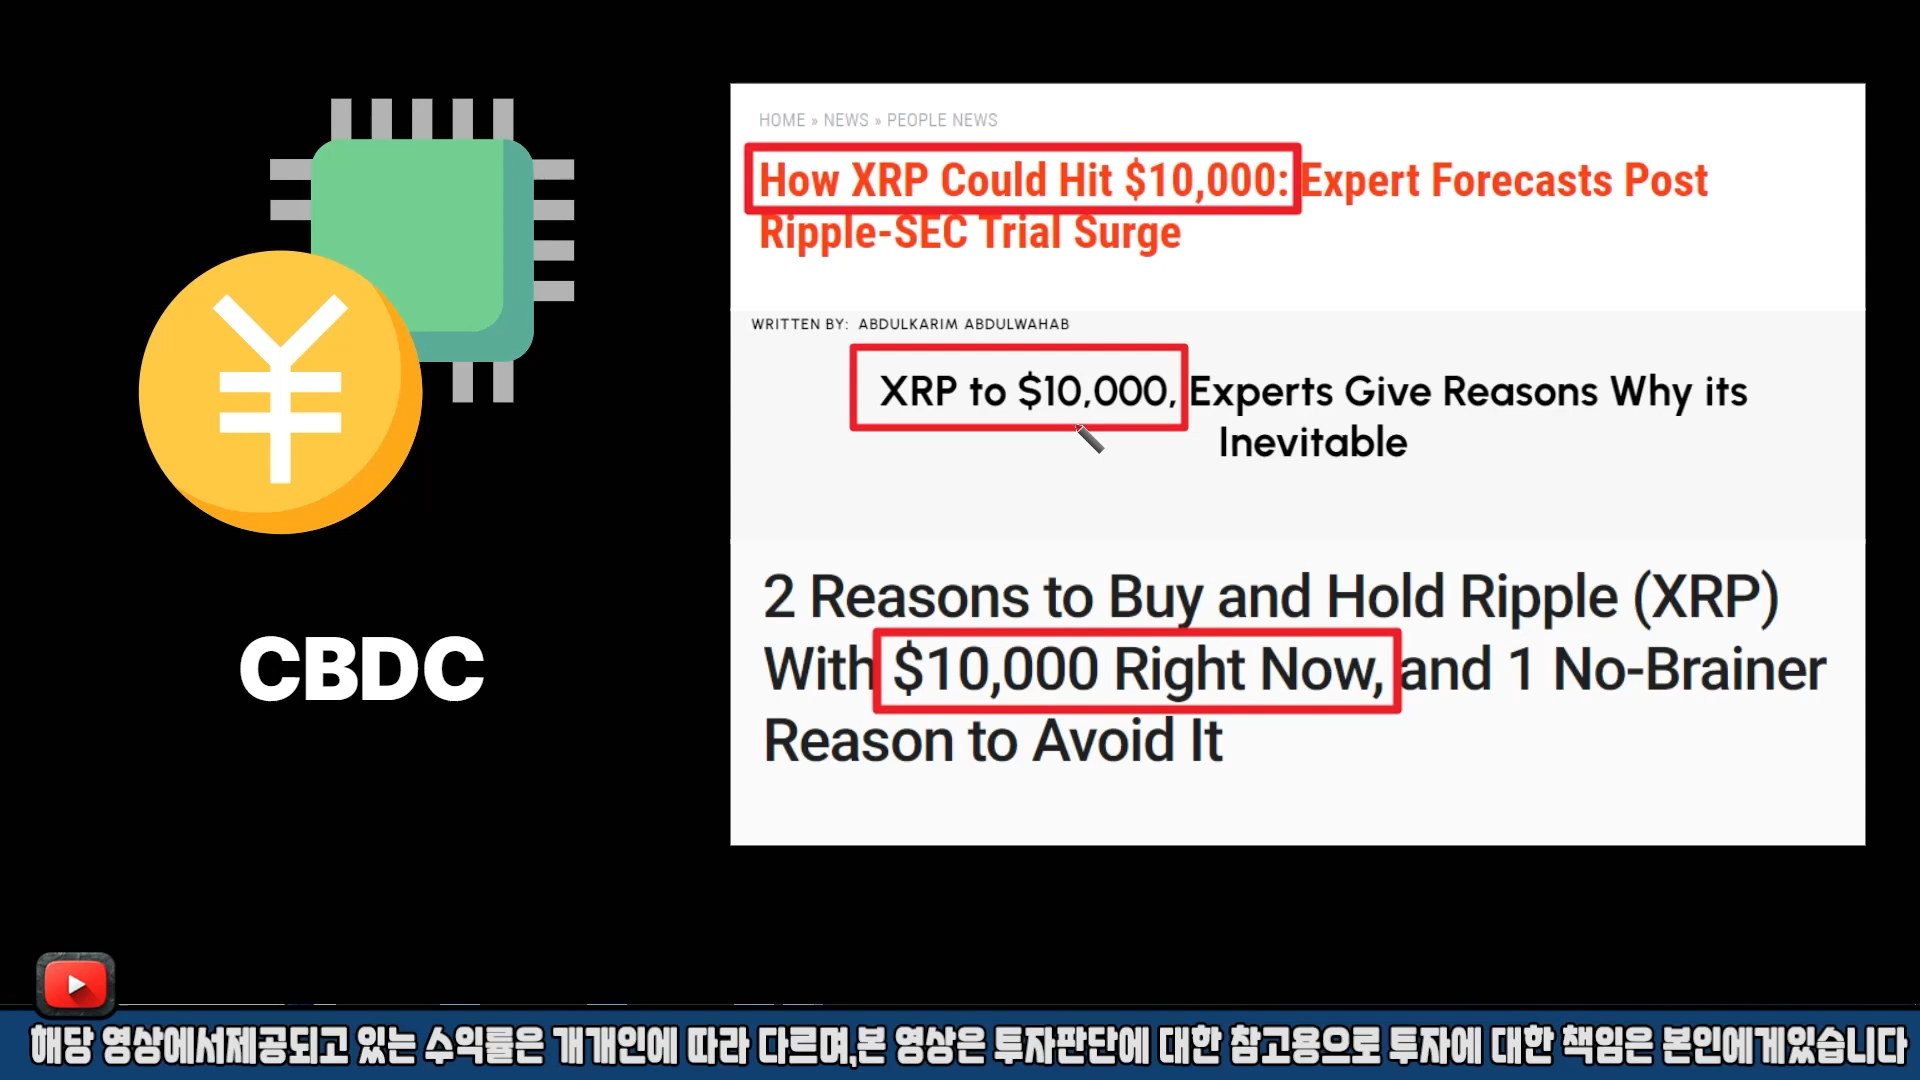 HOME » NEWS » PEOPLE NEWS
How XRP Could Hit $10,000: Expert Forecasts Post
Ripple-SEC Trial Surge
WRITTEN BY: ABDULKARIM ABDULWAHAB
XRP to $10,000, Experts Give Reasons Why its
Inevitable
2 Reasons to Buy and Hold Ripple (XRP)
With $10,000 Right Now, and 1 No-Brainer
Reason to Avoid It
¥
CBDC
해당 영상에서제공되고 있는 수익률은 개개인에 따라 다르며,본 영상은 투자판단에 대한 참고용으로 투자에 대한 책임은 본인에게있습니다